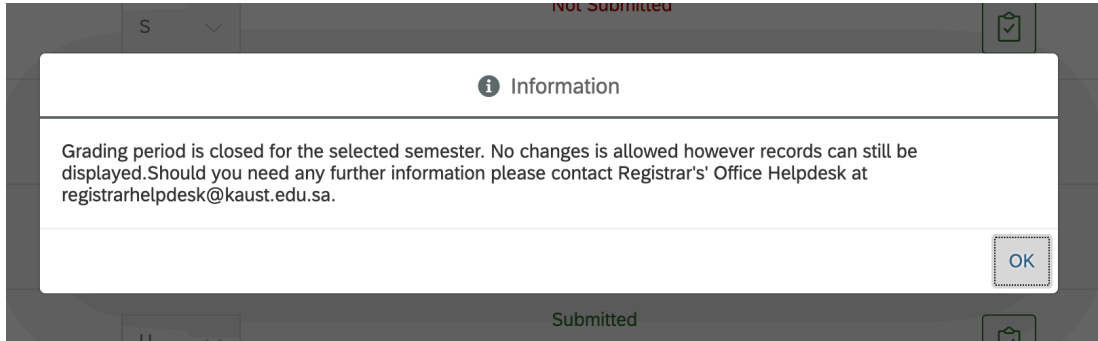 Not Submitted
S
Information
Grading period is closed for the selected semester. No changes is allowed however records can still be
displayed.Should you need any further information please contact Registrar's' Office Helpdesk at
registrarhelpdesk@kaust.edu.sa.
OK
Submitted